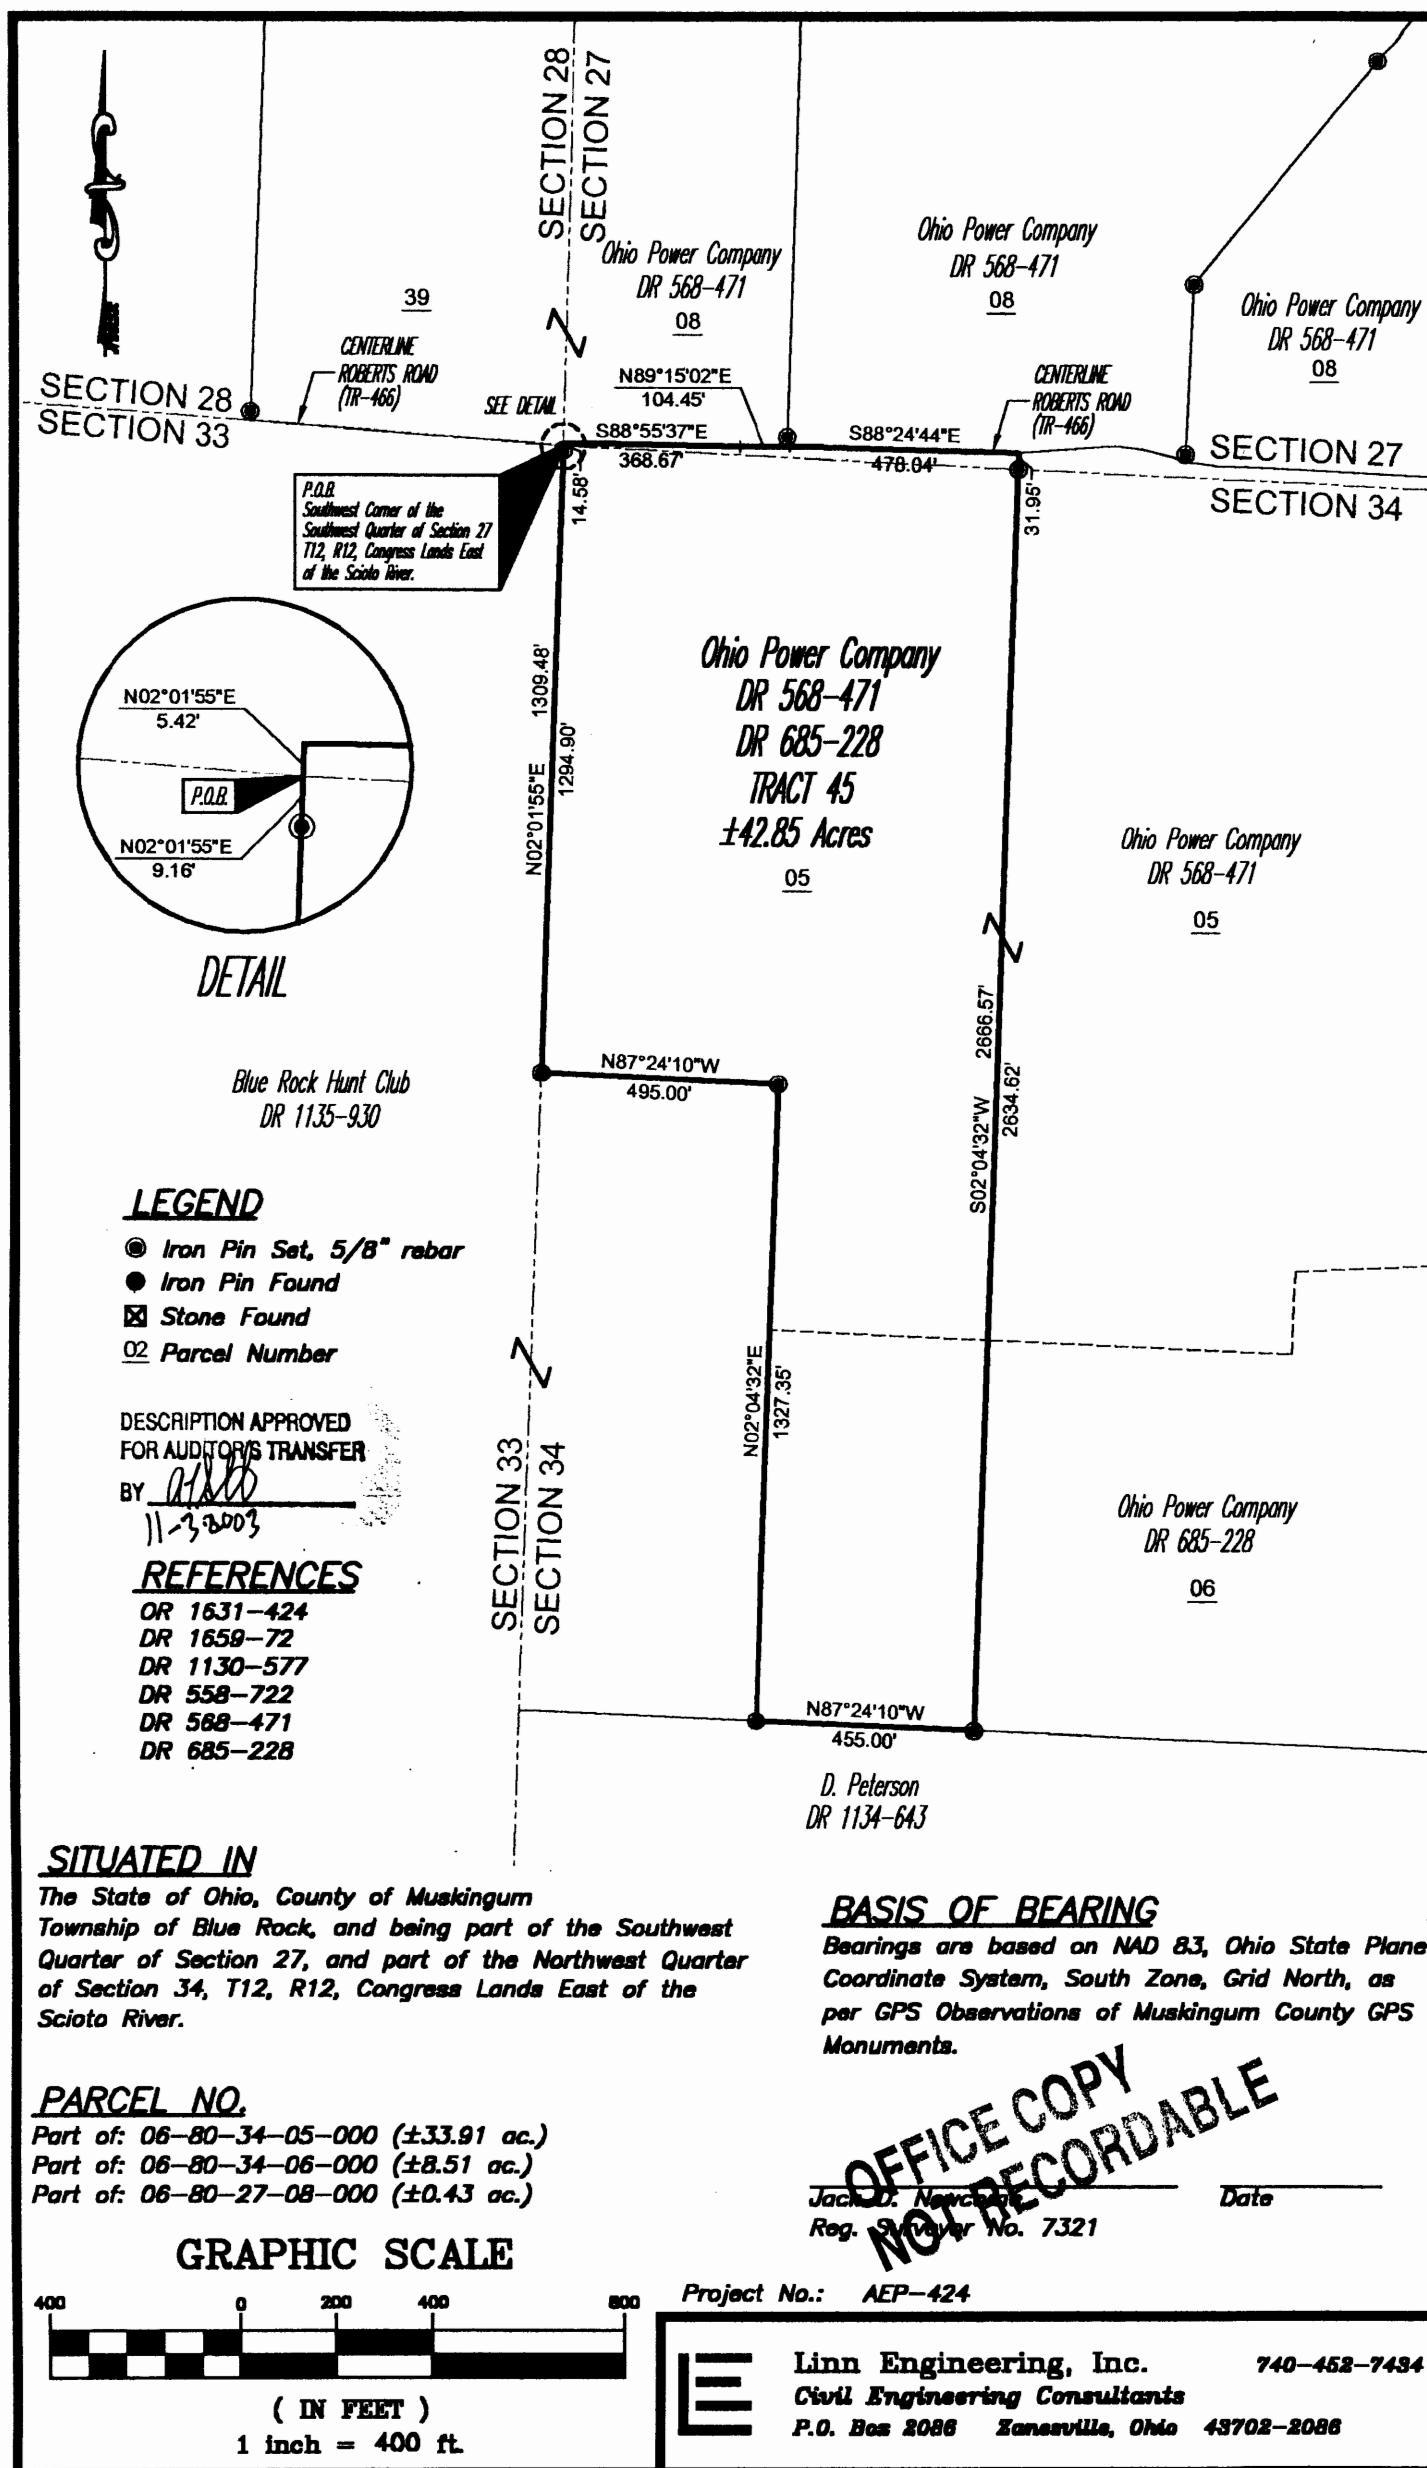 SECTION 28
SECTION 27
Ohio Power Company
DR 568-471
08
Ohio Power Company
DR 568-471
08
Ohio Power Company
DR 568-471
08
39
CENTERLINE
ROBERTS ROAD
(TR-466)
SECTION 28
SECTION 33
SEE DETAIL
N89°15'02"E
104.45'
S88°55'37"E
368.67'
S88°24'44"E
478.04'
CENTERLINE
ROBERTS ROAD
(TR-466)
SECTION 27
SECTION 34
14.58'
31.95'
P.O.B.
Southwest Corner of the
Southwest Quarter of Section 27
T12, R12, Congress Lands East
of the Scioto River.
N02°01'55"E
5.42'
P.O.B.
N02°01'55"E
9.16'
DETAIL
N02°01'55"E 1309.48'
1294.90'
Ohio Power Company
DR 568-471
DR 685-228
TRACT 45
±42.85 Acres
05
Ohio Power Company
DR 568-471
05
S02°04'32"W 2666.57'
2634.62'
N87°24'10"W
495.00'
Blue Rock Hunt Club
DR 1135-930
LEGEND
Iron Pin Set, 5/8" rebar
Iron Pin Found
Stone Found
02 Parcel Number
N02°04'32"E
1327.35'
DESCRIPTION APPROVED
FOR AUDITOR'S TRANSFER
BY
11-3-2003
SECTION 33
SECTION 34
Ohio Power Company
DR 685-228
06
REFERENCES
OR 1631-424
DR 1659-72
DR 1130-577
DR 558-722
DR 568-471
DR 685-228
N87°24'10"W
455.00'
D. Peterson
DR 1134-643
SITUATED IN
The State of Ohio, County of Muskingum
Township of Blue Rock, and being part of the Southwest
Quarter of Section 27, and part of the Northwest Quarter
of Section 34, T12, R12, Congress Lands East of the
Scioto River.
BASIS OF BEARING
Bearings are based on NAD 83, Ohio State Plane
Coordinate System, South Zone, Grid North, as
per GPS Observations of Muskingum County GPS
Monuments.
PARCEL NO.
Part of: 06-80-34-05-000 (±33.91 ac.)
Part of: 06-80-34-06-000 (±8.51 ac.)
Part of: 06-80-27-08-000 (±0.43 ac.)
OFFICE COPY
NOT RECORDABLE
Jack D. Newcome
Date
Reg. Surveyor No. 7321
GRAPHIC SCALE
400 0 200 400 800
( IN FEET )
1 inch = 400 ft.
Project No.: AEP-424
Linn Engineering, Inc. 740-452-7434
Civil Engineering Consultants
P.O. Box 2086 Zanesville, Ohio 43702-2086